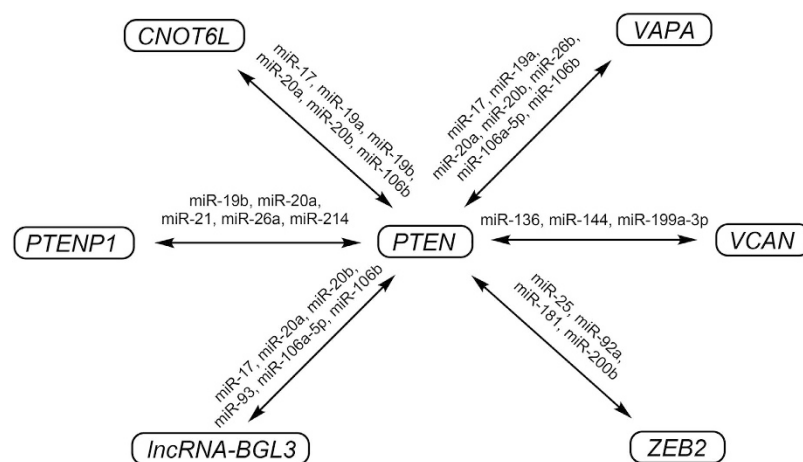 CNOT6L
VAPA
miR-17, miR-19a, miR-19b,
miR-20a, miR-20b, miR-106b
miR-17, miR-19a,
miR-20a, miR-20b, miR-26b,
miR-106a-5p, miR-106b
miR-19b, miR-20a,
miR-21, miR-26a, miR-214
miR-136, miR-144, miR-199a-3p
PTENP1
PTEN
VCAN
miR-17, miR-20a, miR-20b,
miR-93, miR-106a-5p, miR-106b
miR-25, miR-92a,
miR-181, miR-200b
lncRNA-BGL3
ZEB2